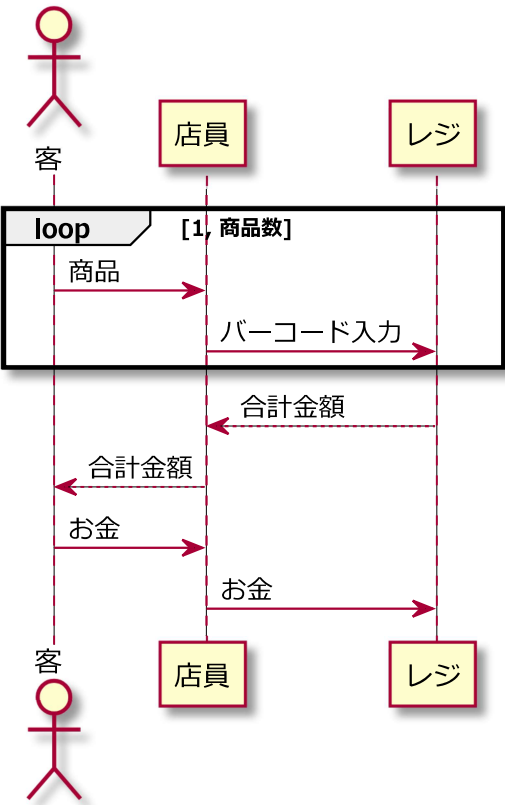 客
店員
レジ
loop
[1, 商品数]
商品
バーコード入力
合計金額
合計金額
お金
お金
客
店員
レジ